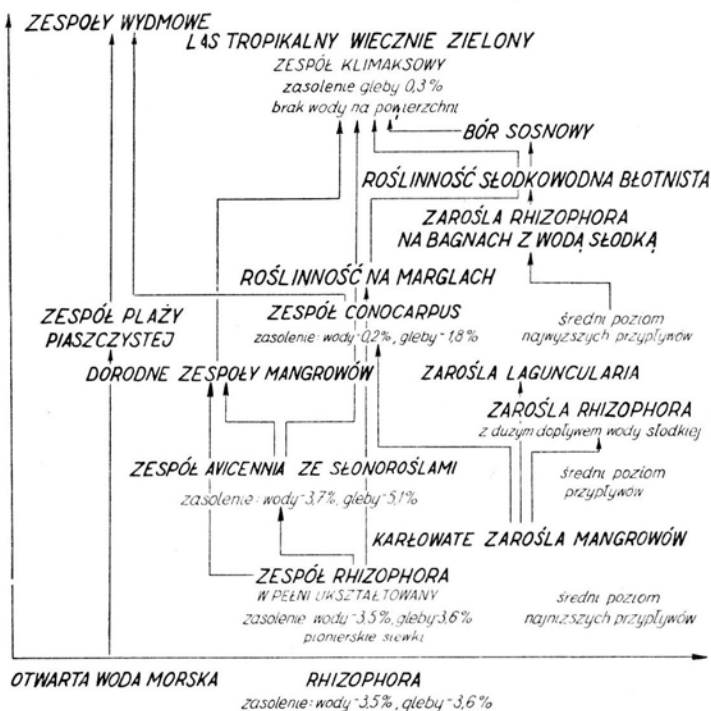 ZESPOŁY WYDMOWE
LAS TROPIKALNY WIECZNIE ZIELONY
ZESPÓŁ KLIMAKSOWY
zasolenie gleby 0,3%
brak wody na powierzchni
BÓR SOSNOWY
ROŚLINNOŚĆ SŁODKOWODNA BŁOTNISTA
ZAROŚLA RHIZOPHORA
NA BAGNACH Z WODĄ SŁODKĄ
ROŚLINNOŚĆ NA MARGLACH
ZESPÓŁ PLAŻY
PIASZCZYSTEJ
ZESPÓŁ CONOCARPUS
zasolenie: wody-0,2%, gleby-1,8%
średni poziom
najwyższych przypływów
DORODNE ZESPOŁY MANGROWÓW
ZAROŚLA LAGUNCULARIA
ZAROŚLA RHIZOPHORA
z dużym dopływem wody słodkiej
ZESPÓŁ AVICENNIA ZE SŁONOROŚLAMI
zasolenie: wody-3,7%, gleby-5,1%
średni poziom
przypływów
KARŁOWATE ZAROŚLA MANGROWÓW
ZESPÓŁ RHIZOPHORA
W PEŁNI UKSZTAŁTOWANY
zasolenie wody-3,5%, gleby-3,6%
pionierskie siewki
średni poziom
najniższych przypływów
OTWARTA WODA MORSKA
RHIZOPHORA
zasolenie: wody-3,5%, gleby-3,6%